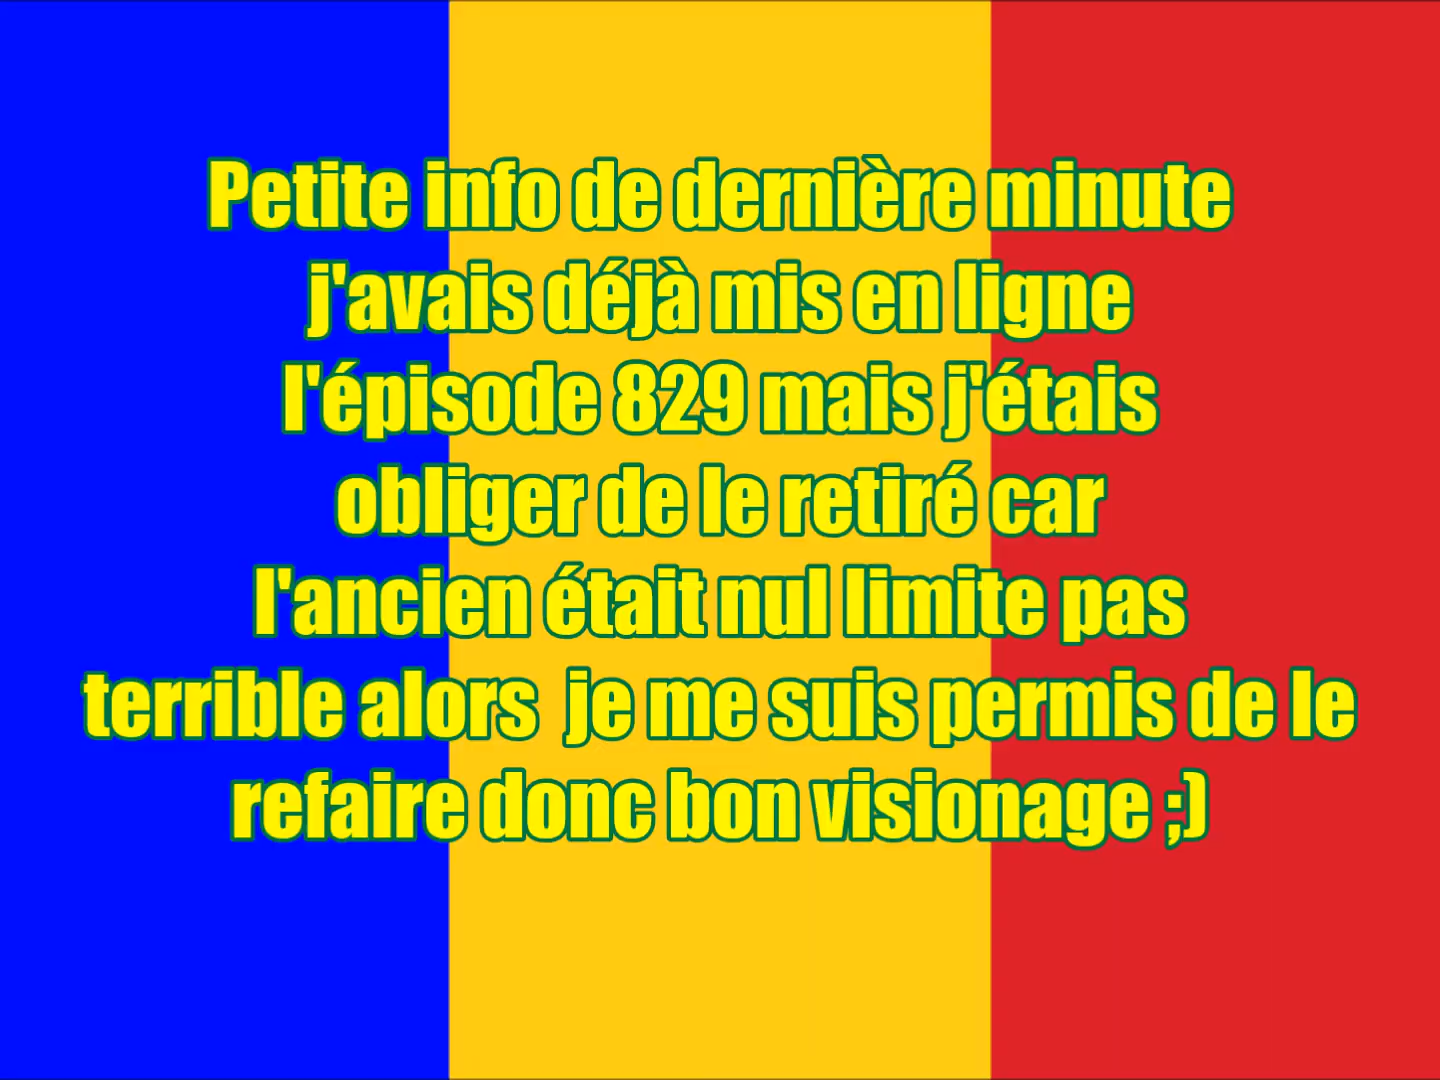 Petite info de dernière minute
j'avais déjà mis en ligne
l'épisode 829 mais j'étais
obliger de le retiré car
l'ancien était nul limite pas
terrible alors  je me suis permis de le
refaire donc bon visionage ;)